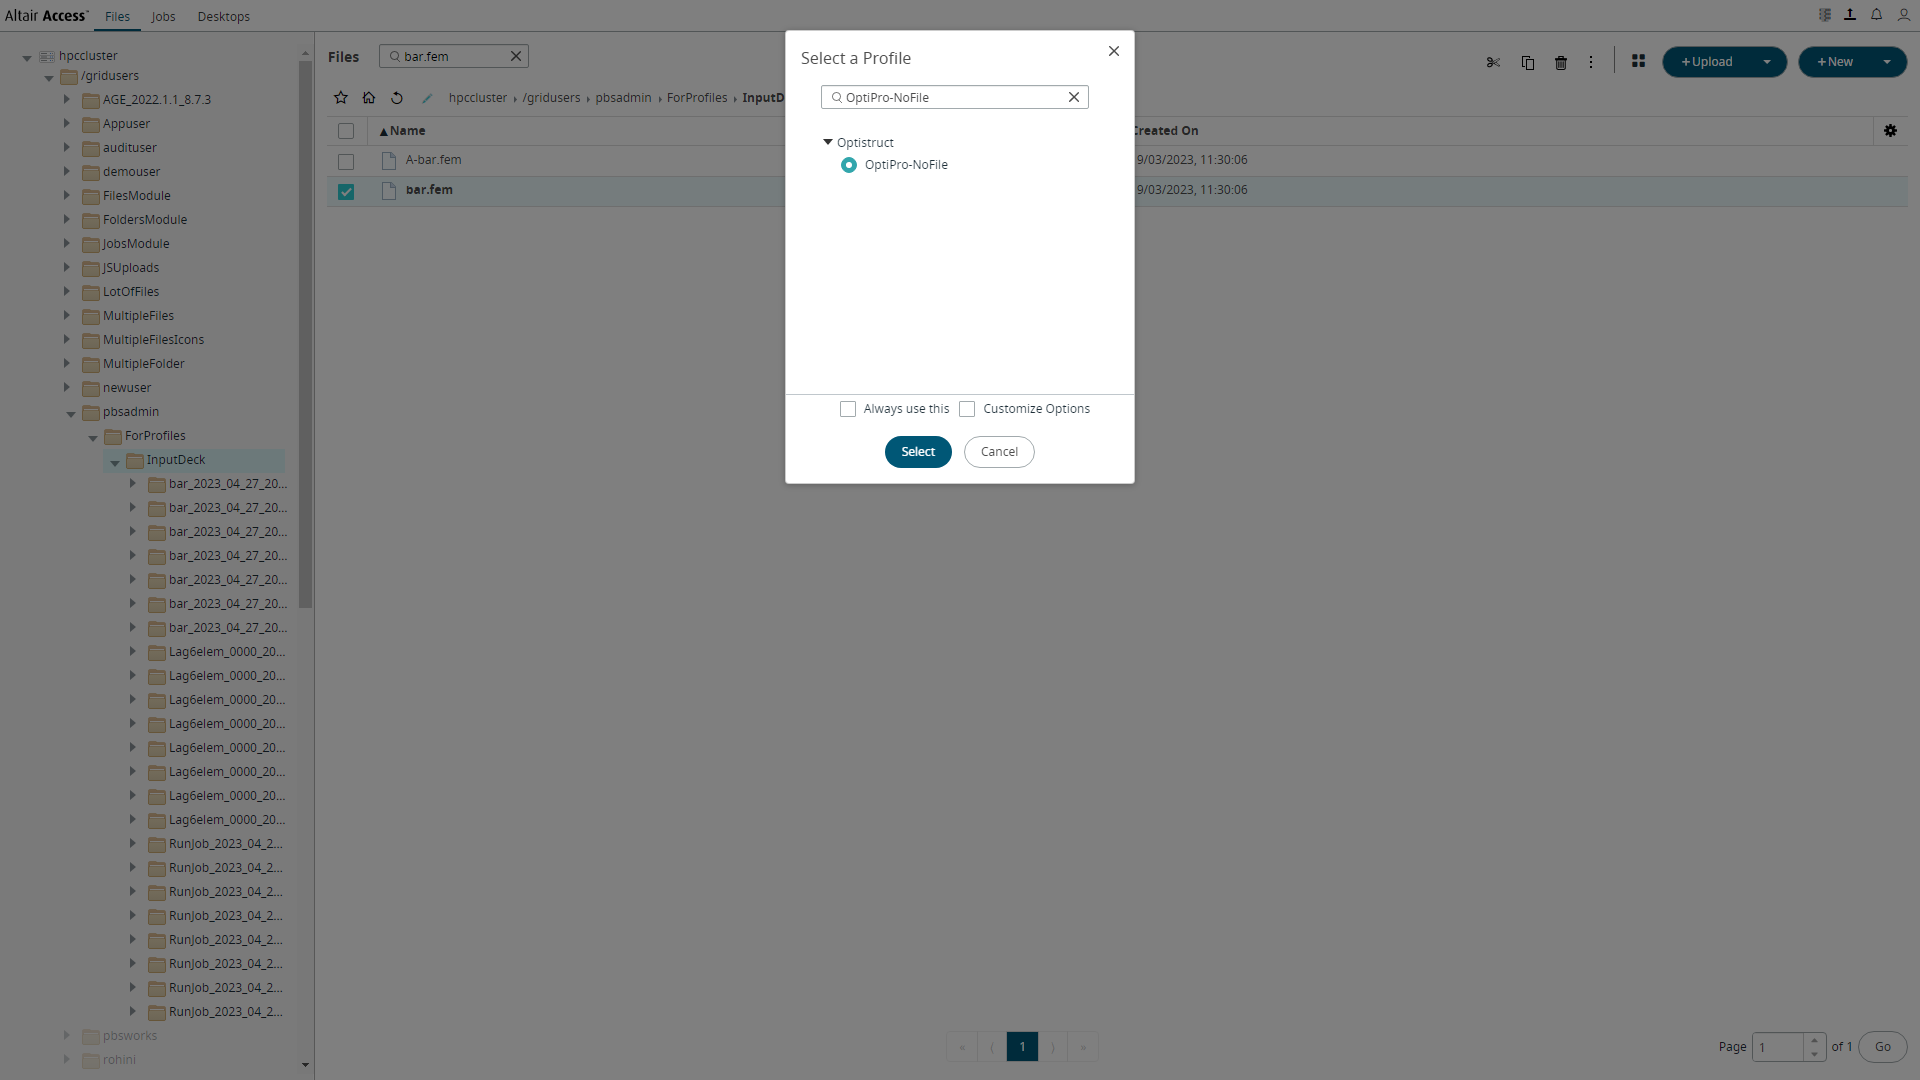 Altair Access™ Files Jobs Desktops
hpccluster
/gridusers
AGE_2022.1.1_8.7.3
Appuser
audituser
demouser
FilesModule
FoldersModule
JobsModule
JSUploads
LotOfFiles
MultipleFiles
MultipleFilesIcons
MultipleFolder
newuser
pbsadmin
ForProfiles
InputDeck
bar_2023_04_27_20...
bar_2023_04_27_20...
bar_2023_04_27_20...
bar_2023_04_27_20...
bar_2023_04_27_20...
bar_2023_04_27_20...
bar_2023_04_27_20...
Lag6elem_0000_20...
Lag6elem_0000_20...
Lag6elem_0000_20...
Lag6elem_0000_20...
Lag6elem_0000_20...
Lag6elem_0000_20...
Lag6elem_0000_20...
Lag6elem_0000_20...
RunJob_2023_04_2...
RunJob_2023_04_2...
RunJob_2023_04_2...
RunJob_2023_04_2...
RunJob_2023_04_2...
RunJob_2023_04_2...
RunJob_2023_04_2...
RunJob_2023_04_2...
pbsworks
rohini
Files bar.fem
+Upload +New
hpccluster /gridusers pbsadmin ForProfiles InputD
Name Created On
A-bar.fem 9/03/2023, 11:30:06
bar.fem 9/03/2023, 11:30:06
Select a Profile
OptiPro-NoFile
Optistruct
OptiPro-NoFile
Always use this Customize Options
Select Cancel
« ⟨ 1 ⟩ » Page 1 of 1 Go